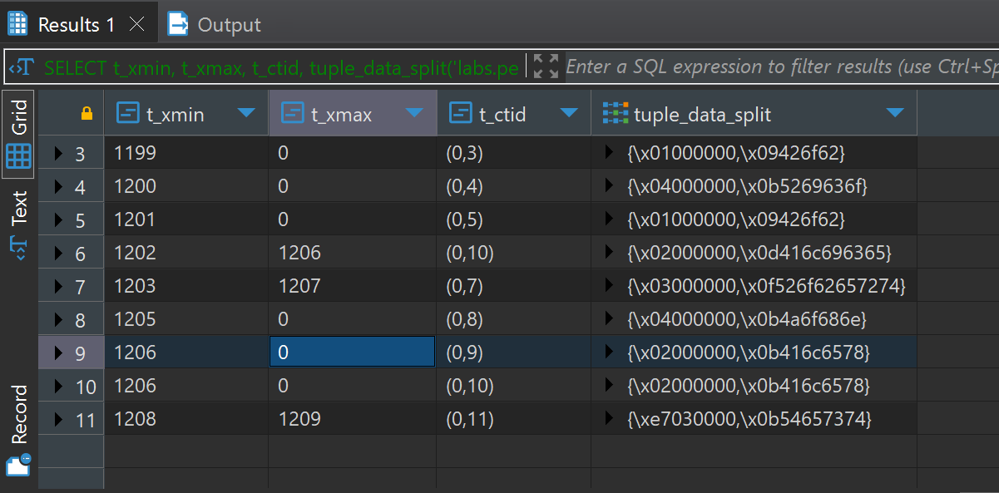 Results 1
Output
SELECT t_xmin, t_xmax, t_ctid, tuple_data_split('labs.pe
Enter a SQL expression to filter results (use Ctrl+Sp
Grid
Text
Record
t_xmin t_xmax t_ctid tuple_data_split
3 1199 0 (0,3) {\x01000000,\x09426f62}
4 1200 0 (0,4) {\x04000000,\x0b5269636f}
5 1201 0 (0,5) {\x01000000,\x09426f62}
6 1202 1206 (0,10) {\x02000000,\x0d416c696365}
7 1203 1207 (0,7) {\x03000000,\x0f526f62657274}
8 1205 0 (0,8) {\x04000000,\x0b4a6f686e}
9 1206 0 (0,9) {\x02000000,\x0b416c6578}
10 1206 0 (0,10) {\x02000000,\x0b416c6578}
11 1208 1209 (0,11) {\xe7030000,\x0b54657374}